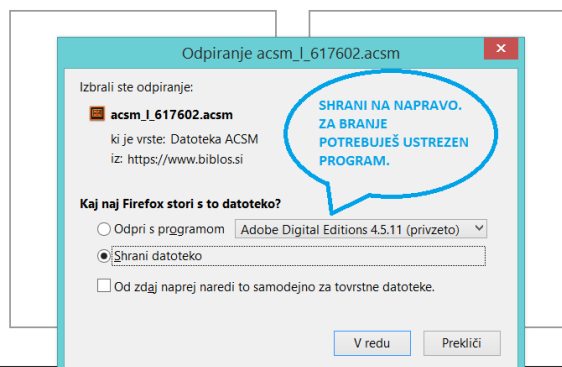 Odpiranje acsm_l_617602.acsm
Izbrali ste odpiranje:
acsm_l_617602.acsm
ki je vrste: Datoteka ACSM
iz: https://www.biblos.si
SHRANI NA NAPRAVO.
ZA BRANJE
POTREBUJEŠ USTREZEN
PROGRAM.
Kaj naj Firefox stori s to datoteko?
Odpri s programom Adobe Digital Editions 4.5.11 (privzeto)
Shrani datoteko
Od zdaj naprej naredi to samodejno za tovrstne datoteke.
V redu Prekliči